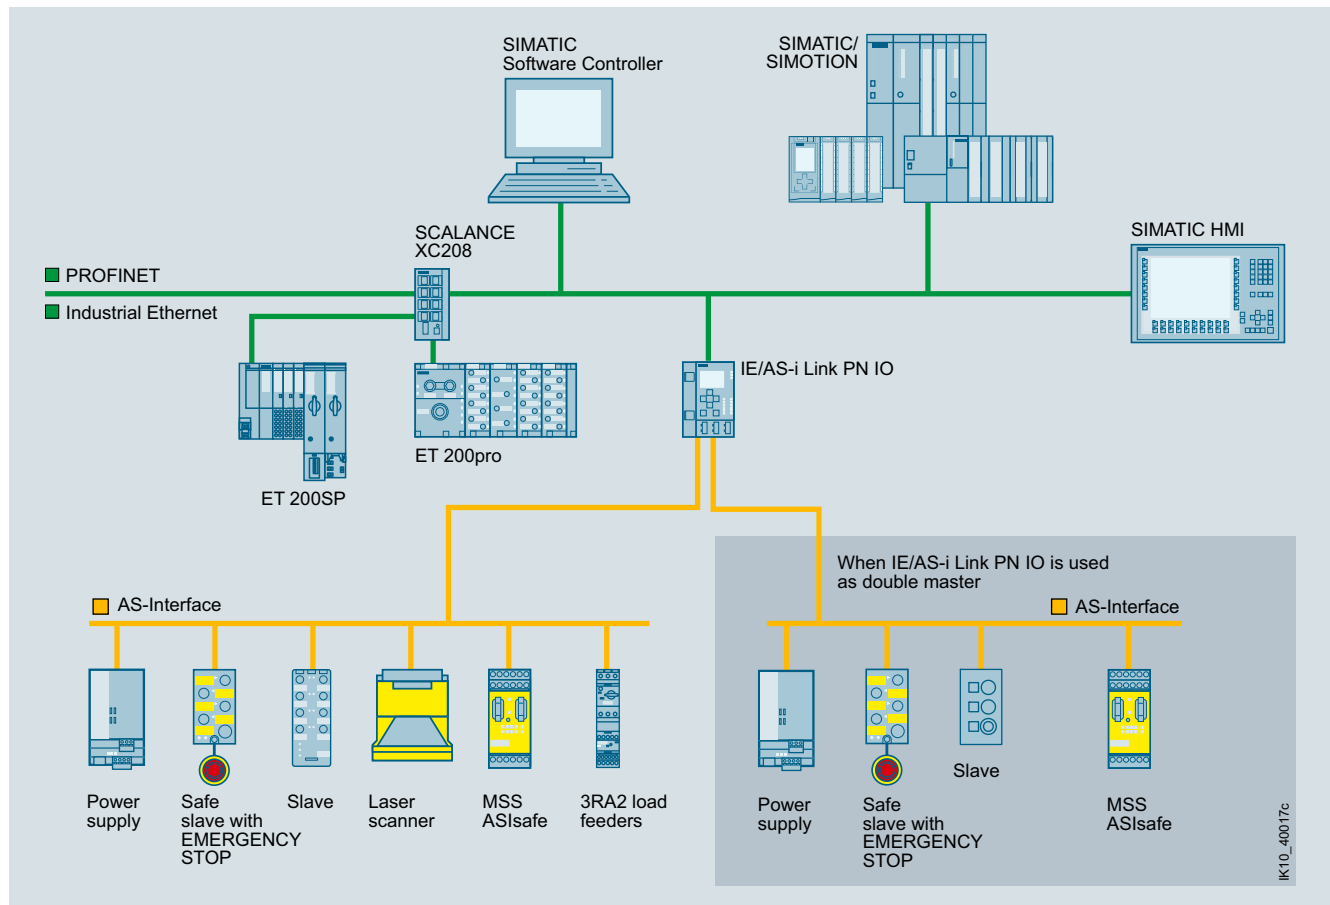 SIMATIC
Software Controller
SIMATIC/
SIMOTION
SCALANCE
XC208
SIMATIC HMI
PROFINET
Industrial Ethernet
IE/AS-i Link PN IO
ET 200pro
ET 200SP
When IE/AS-i Link PN IO is used
as double master
AS-Interface
AS-Interface
Power
supply
Safe
slave with
EMERGENCY
STOP
Slave
Laser
scanner
MSS
ASIsafe
3RA2 load
feeders
Power
supply
Safe
slave with
EMERGENCY
STOP
Slave
MSS
ASIsafe
IK10_40017c